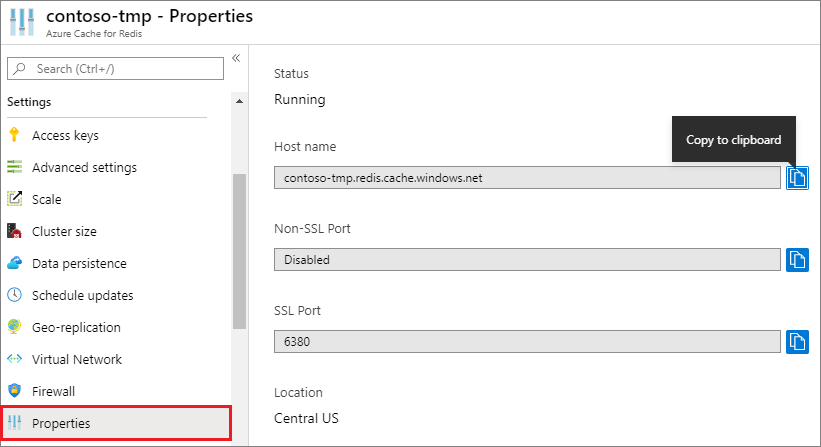 contoso-tmp - Properties
Azure Cache for Redis
Search (Ctrl+/)
«
Settings
Access keys
Advanced settings
Scale
Cluster size
Data persistence
Schedule updates
Geo-replication
Virtual Network
Firewall
Properties
Status
Running
Host name
Copy to clipboard
contoso-tmp.redis.cache.windows.net
Non-SSL Port
Disabled
SSL Port
6380
Location
Central US